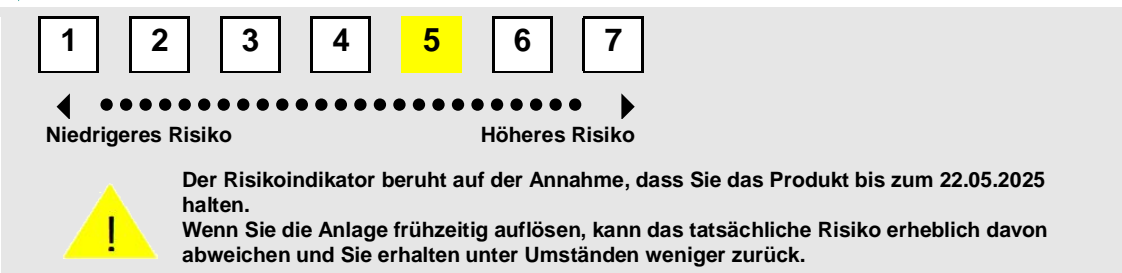 1 2 3 4 5 6 7
Niedrigeres Risiko Höheres Risiko
Der Risikoindikator beruht auf der Annahme, dass Sie das Produkt bis zum 22.05.2025
halten.
Wenn Sie die Anlage frühzeitig auflösen, kann das tatsächliche Risiko erheblich davon
abweichen und Sie erhalten unter Umständen weniger zurück.
!